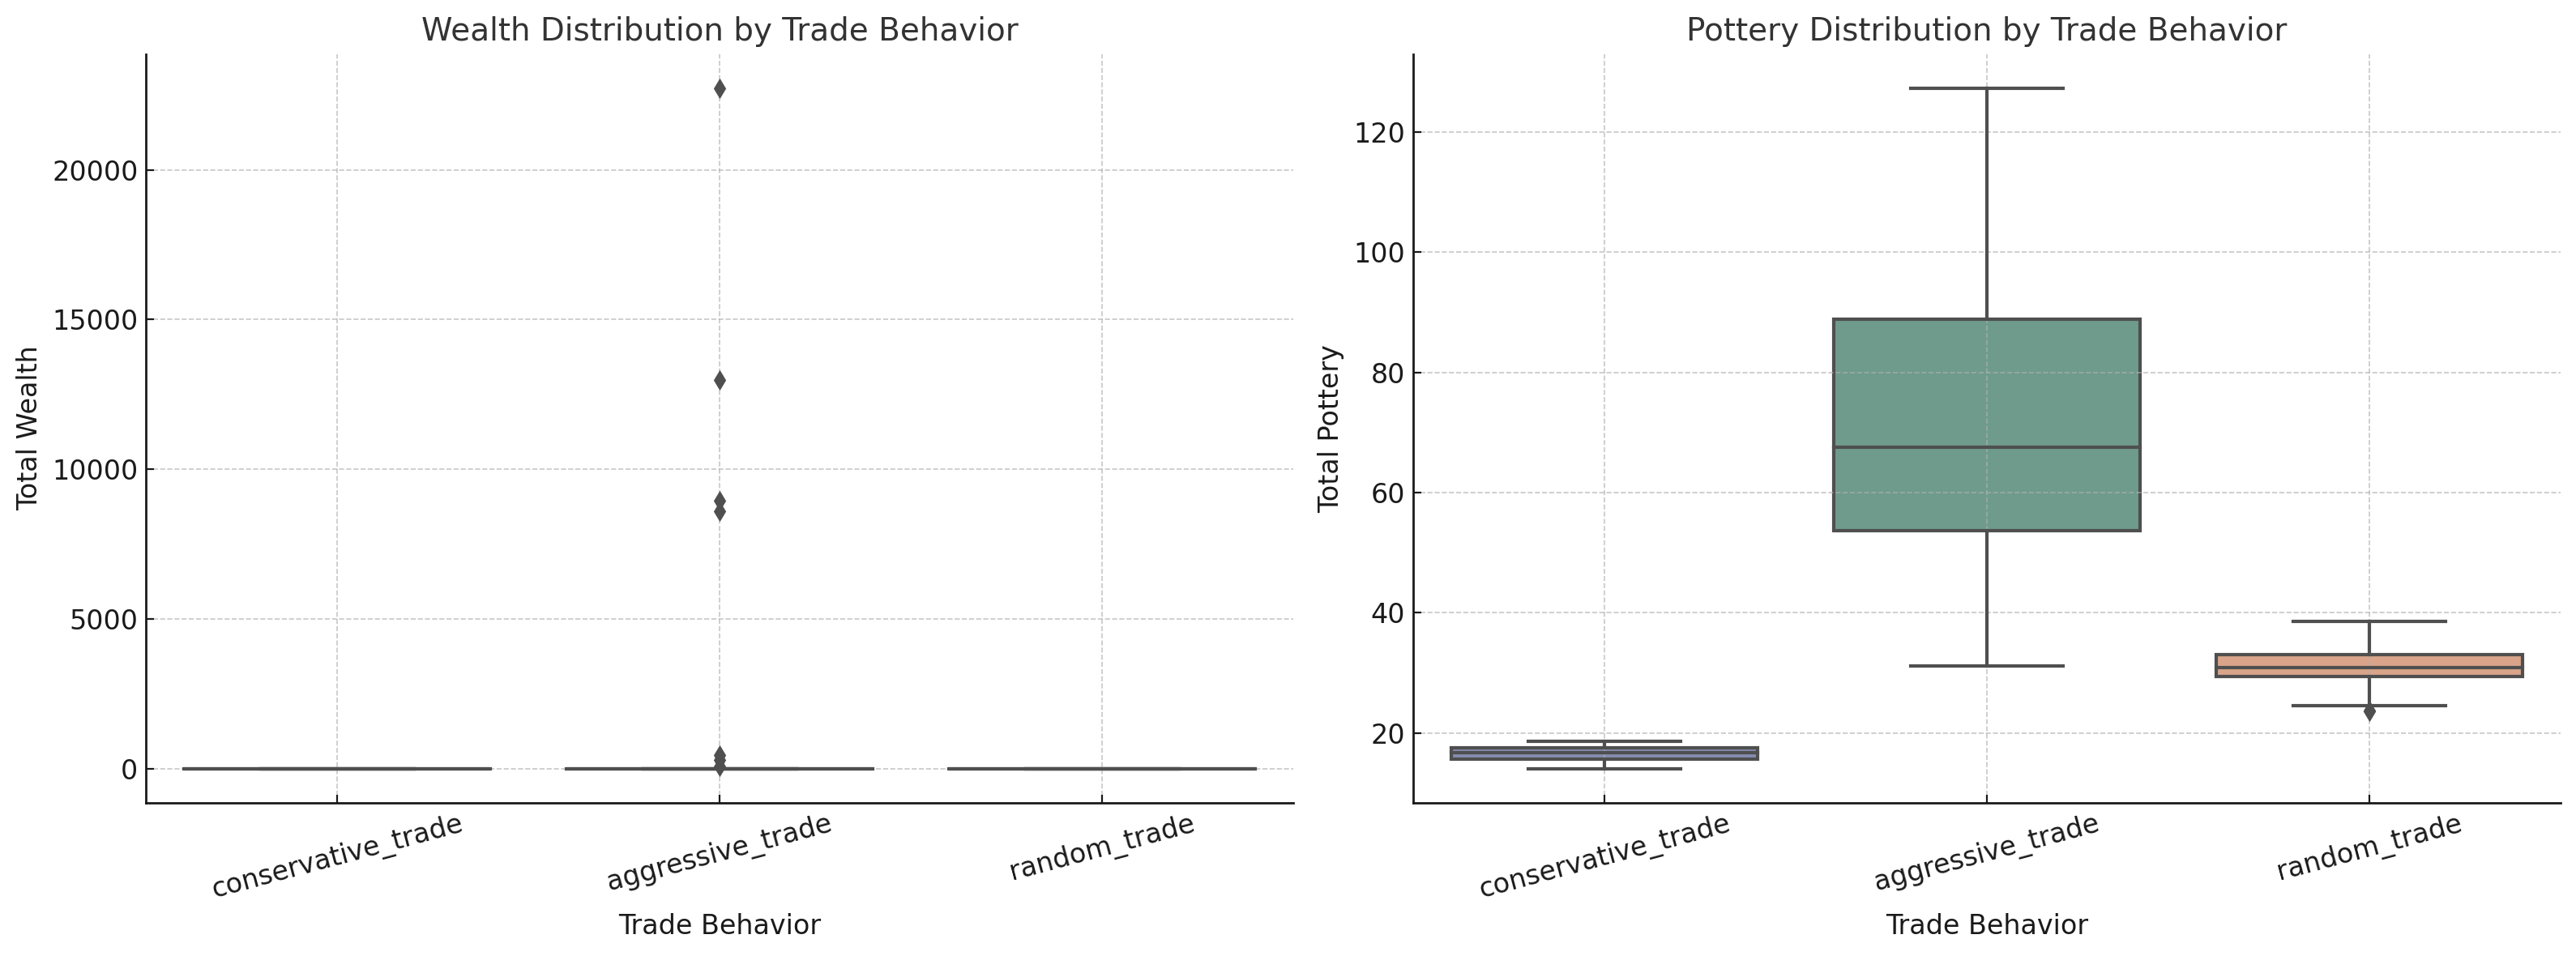 Wealth Distribution by Trade Behavior
Total Wealth
20000
15000
10000
5000
0
conservative_trade
aggressive_trade
random_trade
Trade Behavior
Pottery Distribution by Trade Behavior
Total Pottery
120
100
80
60
40
20
conservative_trade
aggressive_trade
random_trade
Trade Behavior